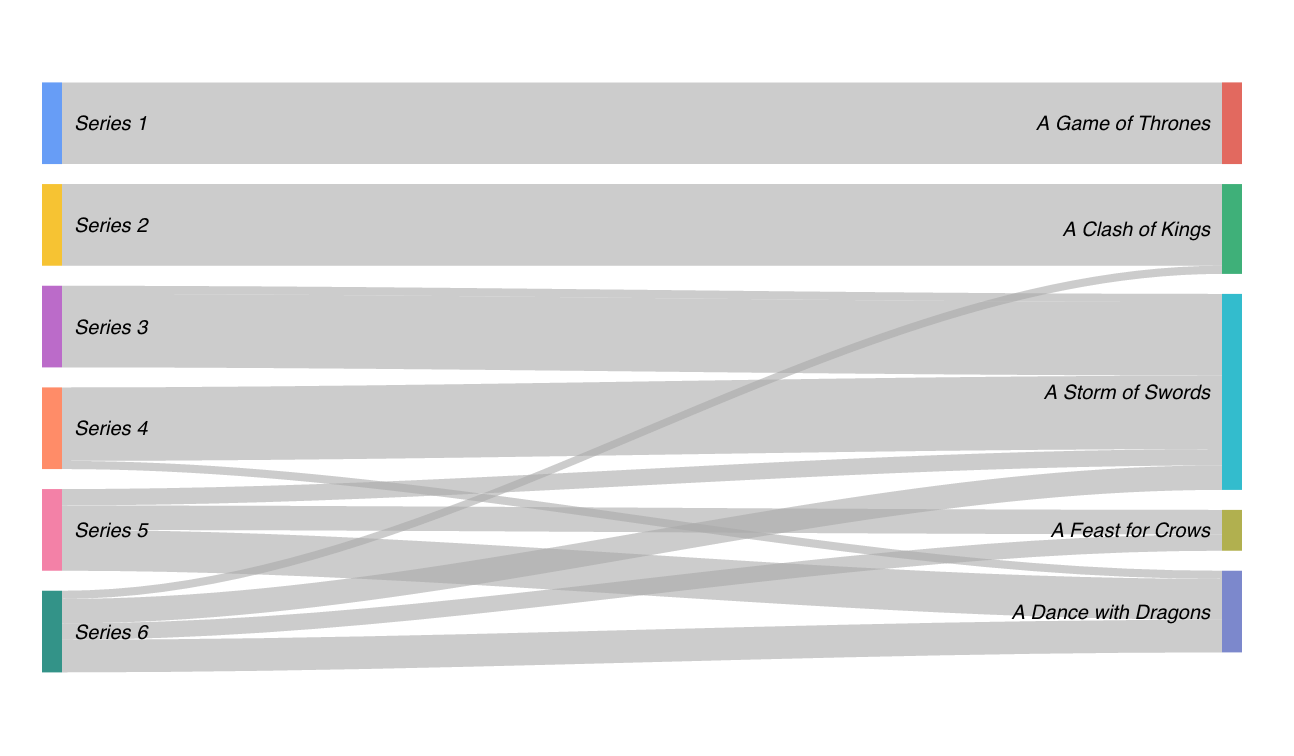 Series 1
A Game of Thrones
Series 2
A Clash of Kings
Series 3
A Storm of Swords
Series 4
Series 5
A Feast for Crows
Series 6
A Dance with Dragons